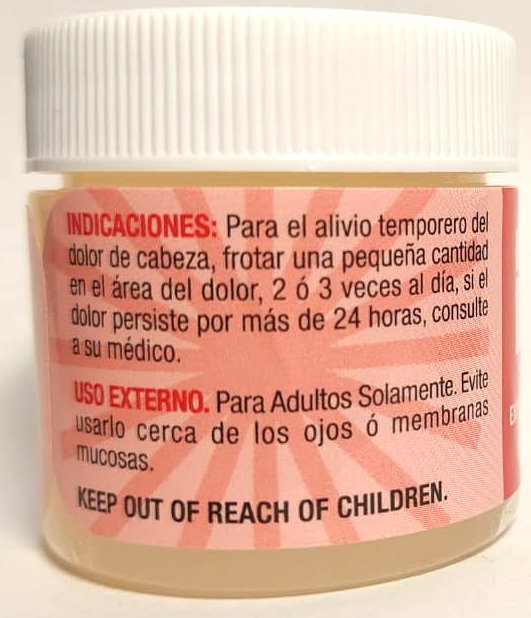 INDICACIONES: Para el alivio temporero del
dolor de cabeza, frotar una pequeña cantidad
en el área del dolor, 2 ó 3 veces al día, si el
dolor persiste por más de 24 horas, consulte
a su médico.
USO EXTERNO. Para Adultos Solamente. Evite
usarlo cerca de los ojos ó membranas
mucosas.
KEEP OUT OF REACH OF CHILDREN.